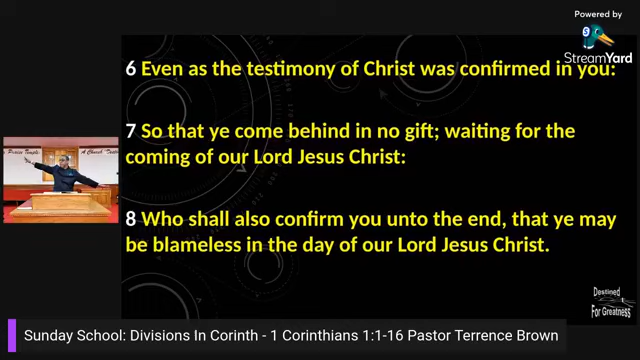 Powered by
StreamYard
6 Even as the testimony of Christ was confirmed in you:
7 So that ye come behind in no gift; waiting for the
coming of our Lord Jesus Christ:
8 Who shall also confirm you unto the end, that ye may
be blameless in the day of our Lord Jesus Christ.
Praise Temple
A Church
Destined
For Greatness
Sunday School: Divisions In Corinth - 1 Corinthians 1:1-16 Pastor Terrence Brown